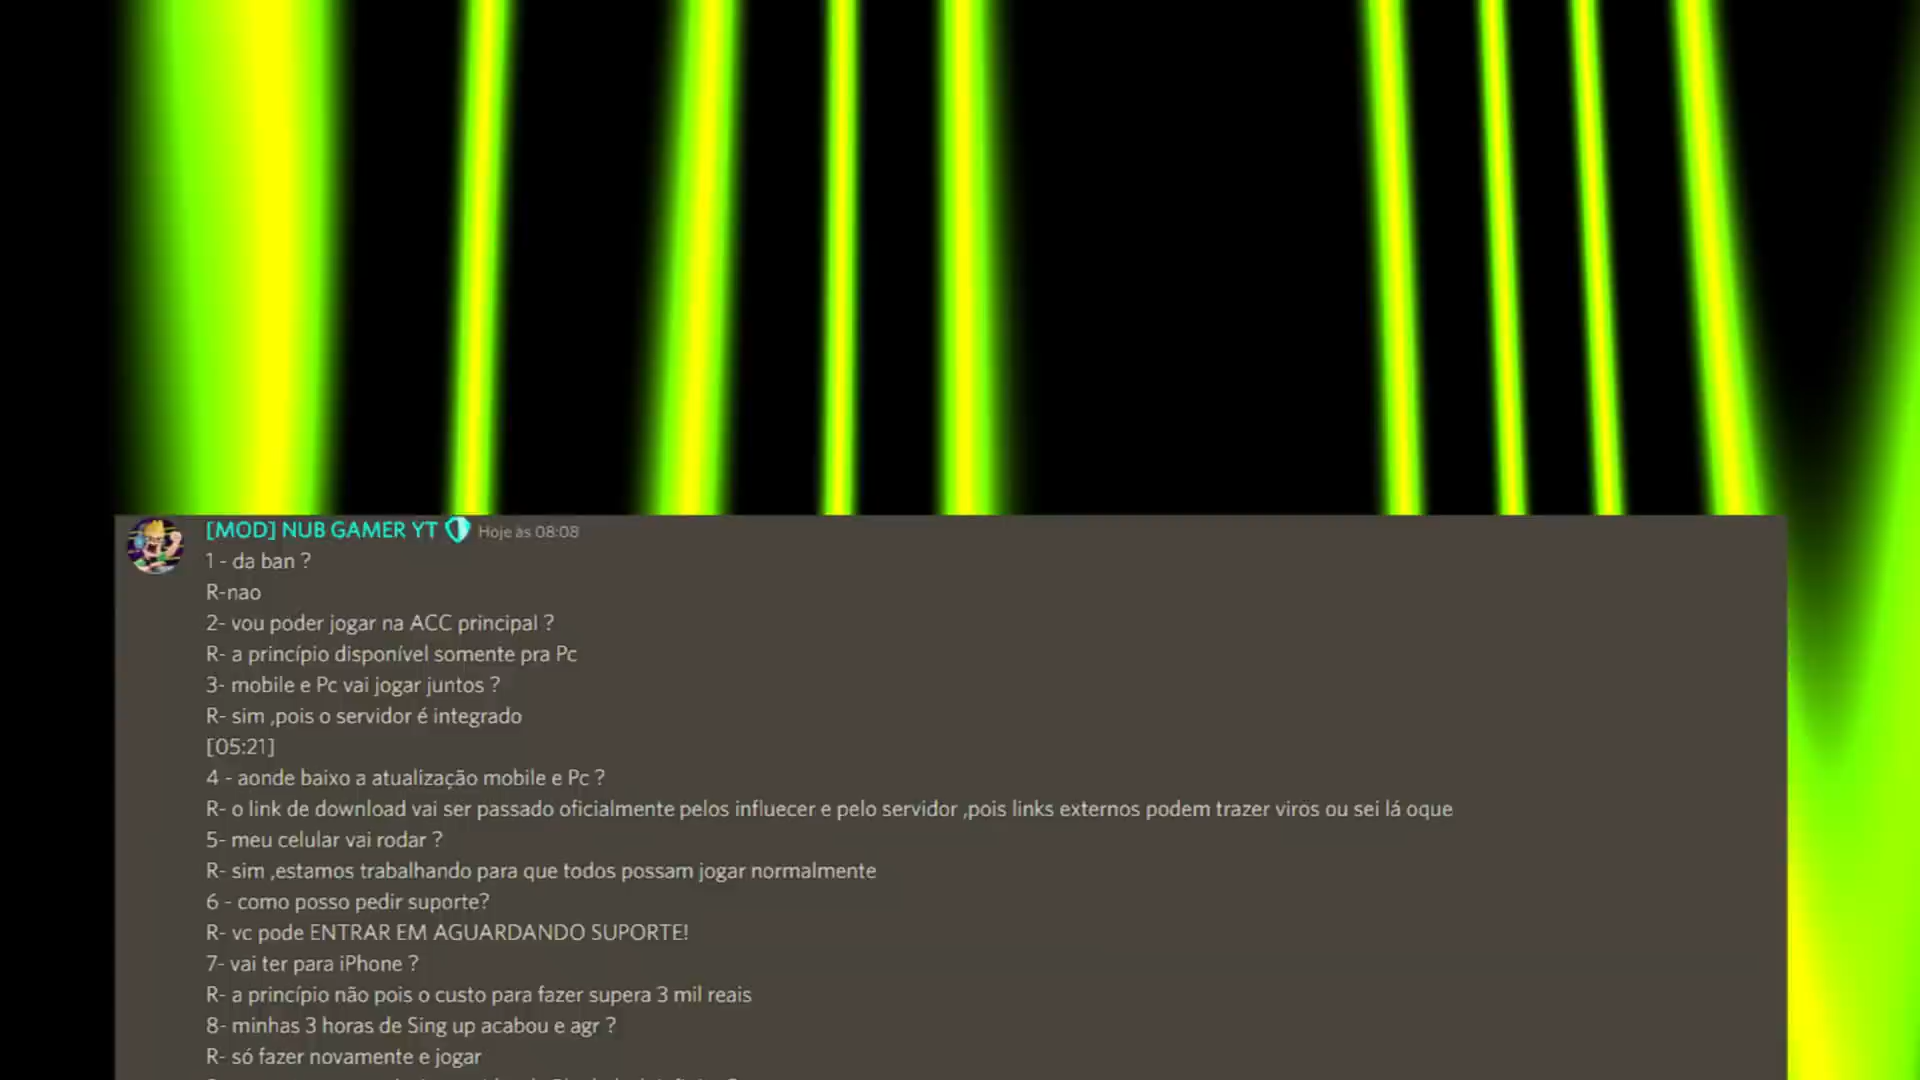 [MOD] NUB GAMER YT Hoje às 08:08
1 - da ban ?
R-nao
2- vou poder jogar na ACC principal ?
R- a princípio disponível somente pra Pc
3- mobile e Pc vai jogar juntos ?
R- sim ,pois o servidor é integrado
[05:21]
4 - aonde baixo a atualização mobile e Pc ?
R- o link de download vai ser passado oficialmente pelos influecer e pelo servidor ,pois links externos podem trazer viros ou sei lá oque
5- meu celular vai rodar ?
R- sim ,estamos trabalhando para que todos possam jogar normalmente
6 - como posso pedir suporte?
R- vc pode ENTRAR EM AGUARDANDO SUPORTE!
7- vai ter para iPhone ?
R- a princípio não pois o custo para fazer supera 3 mil reais
8- minhas 3 horas de Sing up acabou e agr ?
R- só fazer novamente e jogar